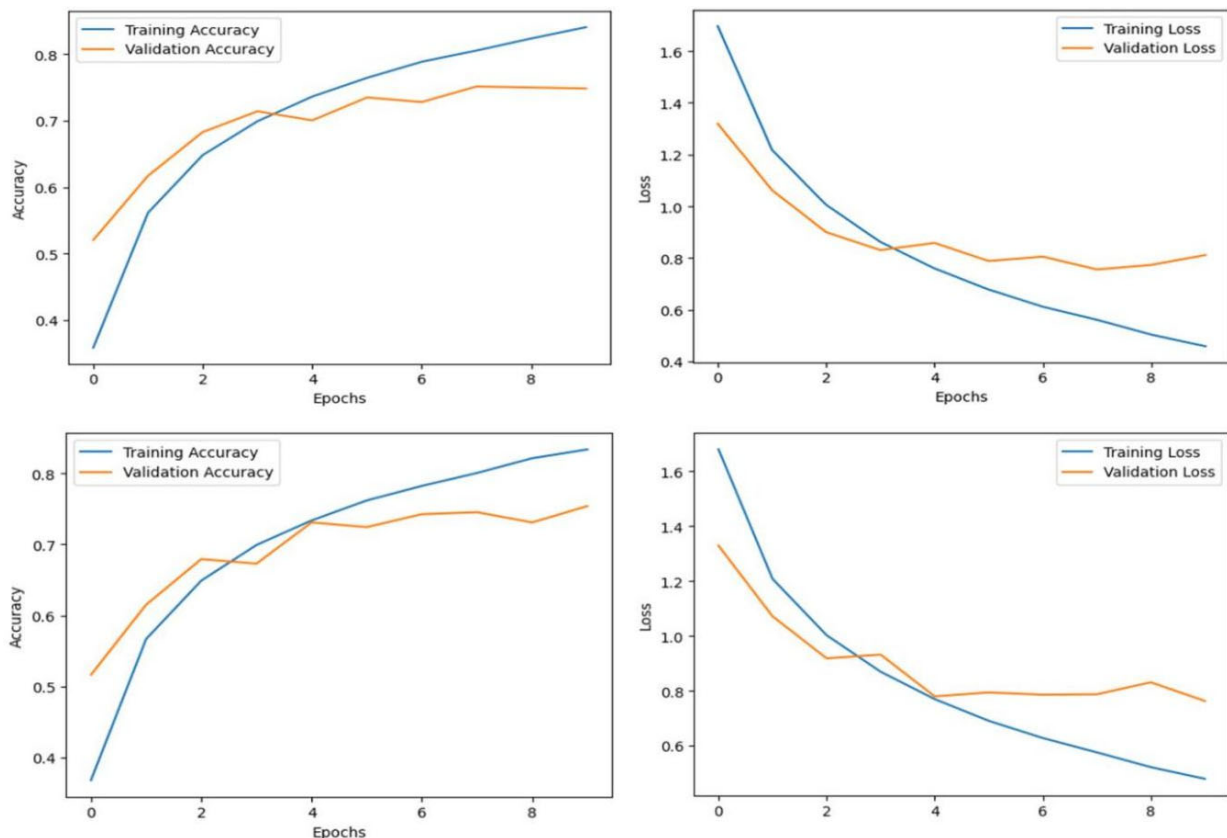 Training Accuracy
Validation Accuracy
Accuracy
0.8
0.7
0.6
0.5
0.4
0 2 4 6 8
Epochs
Training Loss
Validation Loss
Loss
1.6
1.4
1.2
1.0
0.8
0.6
0.4
0 2 4 6 8
Epochs
Training Accuracy
Validation Accuracy
Accuracy
0.8
0.7
0.6
0.5
0.4
0 2 4 6 8
Epochs
Training Loss
Validation Loss
Loss
1.6
1.4
1.2
1.0
0.8
0.6
0 2 4 6 8
Epochs